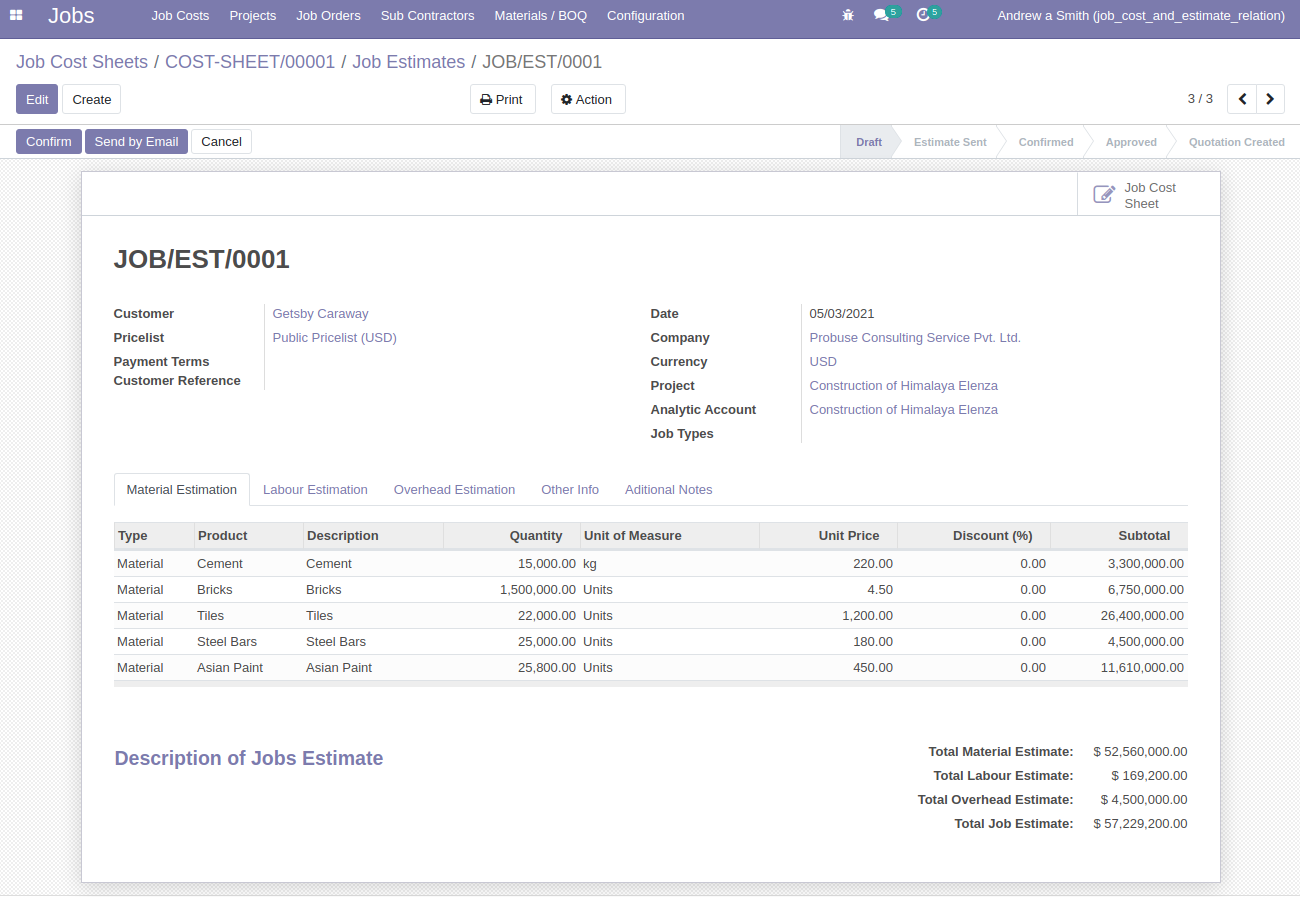 Jobs Job Costs Projects Job Orders Sub Contractors Materials / BOQ Configuration 5 5 Andrew a Smith (job_cost_and_estimate_relation)
Job Cost Sheets / COST-SHEET/00001 / Job Estimates / JOB/EST/0001
Edit Create Print Action 3 / 3
Confirm Send by Email Cancel Draft Estimate Sent Confirmed Approved Quotation Created
Job Cost
Sheet
JOB/EST/0001
Customer Getsby Caraway
Pricelist Public Pricelist (USD)
Payment Terms
Customer Reference
Date 05/03/2021
Company Probuse Consulting Service Pvt. Ltd.
Currency USD
Project Construction of Himalaya Elenza
Analytic Account Construction of Himalaya Elenza
Job Types
Material Estimation Labour Estimation Overhead Estimation Other Info Aditional Notes
Type Product Description Quantity Unit of Measure Unit Price Discount (%) Subtotal
Material Cement Cement 15,000.00 kg 220.00 0.00 3,300,000.00
Material Bricks Bricks 1,500,000.00 Units 4.50 0.00 6,750,000.00
Material Tiles Tiles 22,000.00 Units 1,200.00 0.00 26,400,000.00
Material Steel Bars Steel Bars 25,000.00 Units 180.00 0.00 4,500,000.00
Material Asian Paint Asian Paint 25,800.00 Units 450.00 0.00 11,610,000.00
Description of Jobs Estimate
Total Material Estimate: $ 52,560,000.00
Total Labour Estimate: $ 169,200.00
Total Overhead Estimate: $ 4,500,000.00
Total Job Estimate: $ 57,229,200.00